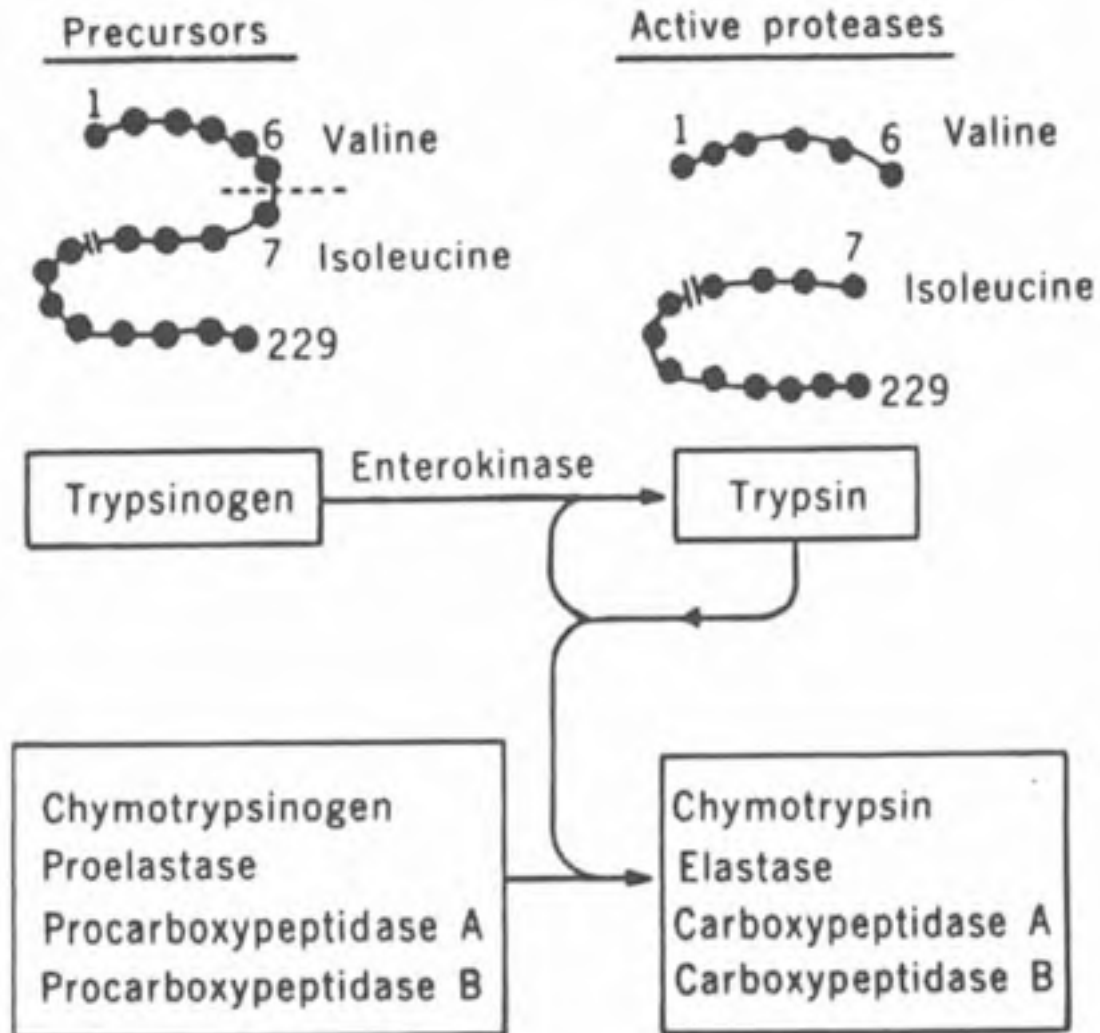 Precursors
Active proteases
1
6 Valine
7 Isoleucine
229
1
6 Valine
7
Isoleucine
229
Trypsinogen
Enterokinase
Trypsin
Chymotrypsinogen
Proelastase
Procarboxypeptidase A
Procarboxypeptidase B
Chymotrypsin
Elastase
Carboxypeptidase A
Carboxypeptidase B